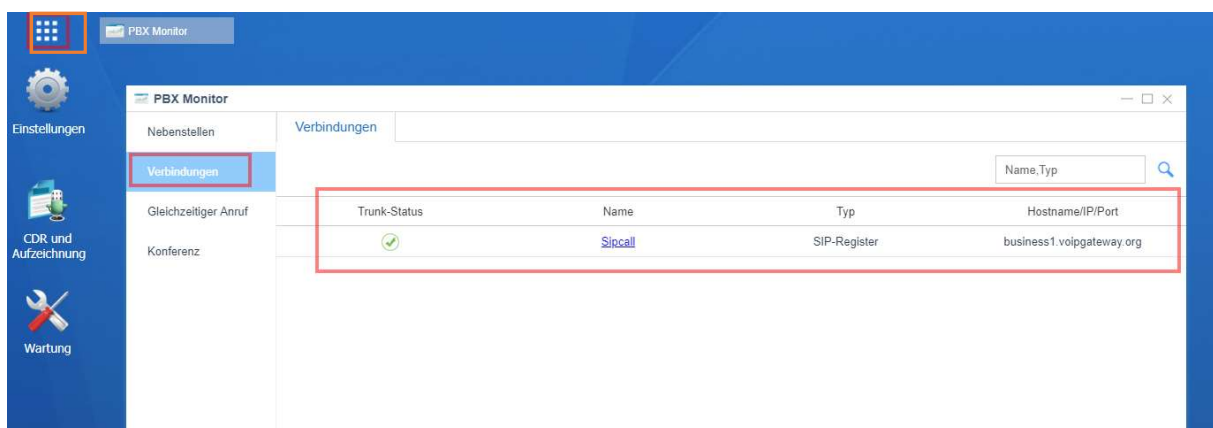 PBX Monitor
PBX Monitor
Einstellungen
Nebenstellen
Verbindungen
Verbindungen
Name,Typ
Gleichzeitiger Anruf
Trunk-Status Name Typ Hostname/IP/Port
CDR und
Aufzeichnung
Konferenz
Sipcall SIP-Register business1.voipgateway.org
Wartung